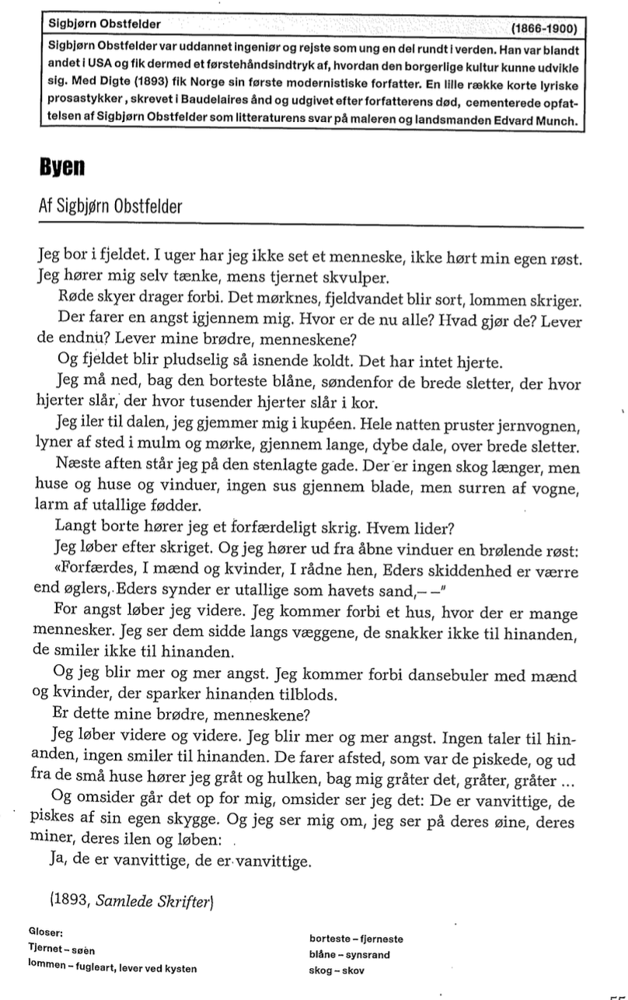 Sigbjørn Obstfelder (1866-1900)
Sigbjørn Obstfelder var uddannet ingeniør og rejste som ung en del rundt i verden. Han var blandt
andet i USA og fik dermed et førstehåndsindtryk af, hvordan den borgerlige kultur kunne udvikle
sig. Med Digte (1893) fik Norge sin første modernistiske forfatter. En lille række korte lyriske
prosastykker, skrevet i Baudelaires ånd og udgivet efter forfatterens død, cementerede opfat-
telsen af Sigbjørn Obstfelder som litteraturens svar på maleren og landsmanden Edvard Munch.
Byen
Af Sigbjørn Obstfelder
Jeg bor i fjeldet. I uger har jeg ikke set et menneske, ikke hørt min egen røst.
Jeg hører mig selv tænke, mens tjernet skvulper.
Røde skyer drager forbi. Det mørknes, fjeldvandet blir sort, lommen skriger.
Der farer en angst igjennem mig. Hvor er de nu alle? Hvad gjør de? Lever
de endnu? Lever mine brødre, menneskene?
Og fjeldet blir pludselig så isnende koldt. Det har intet hjerte.
Jeg må ned, bag den borteste blåne, søndenfor de brede sletter, der hvor
hjerter slår, der hvor tusender hjerter slår i kor.
Jeg iler til dalen, jeg gjemmer mig i kupéen. Hele natten pruster jernvognen,
lyner af sted i mulm og mørke, gjennem lange, dybe dale, over brede sletter.
Næste aften står jeg på den stenlagte gade. Der er ingen skog længer, men
huse og huse og vinduer, ingen sus gjennem blade, men surren af vogne,
larm af utallige fødder.
Langt borte hører jeg et forfærdeligt skrig. Hvem lider?
Jeg løber efter skriget. Og jeg hører ud fra åbne vinduer en brølende røst:
«Forfærdes, I mænd og kvinder, I rådne hen, Eders skiddenhed er værre
end øglers, Eders synder er utallige som havets sand,– –"
For angst løber jeg videre. Jeg kommer forbi et hus, hvor der er mange
mennesker. Jeg ser dem sidde langs væggene, de snakker ikke til hinanden,
de smiler ikke til hinanden.
Og jeg blir mer og mer angst. Jeg kommer forbi dansebuler med mænd
og kvinder, der sparker hinanden tilblods.
Er dette mine brødre, menneskene?
Jeg løber videre og videre. Jeg blir mer og mer angst. Ingen taler til hin-
anden, ingen smiler til hinanden. De farer afsted, som var de piskede, og ud
fra de små huse hører jeg gråt og hulken, bag mig gråter det, gråter, gråter ...
Og omsider går det op for mig, omsider ser jeg det: De er vanvittige, de
piskes af sin egen skygge. Og jeg ser mig om, jeg ser på deres øine, deres
miner, deres ilen og løben:
Ja, de er vanvittige, de er vanvittige.
(1893, Samlede Skrifter)
Gloser:
Tjernet – søen
lommen – fugleart, lever ved kysten
borteste – fjerneste
blåne – synsrand
skog – skov